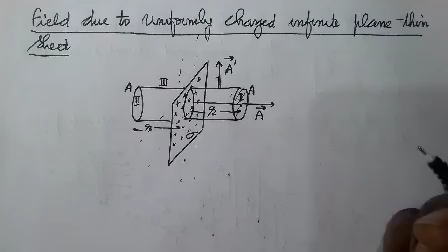 Field due to uniformly charged infinite plane thin
sheet
III
A⃗'
A
II
I
A
r
r
σ
A⃗